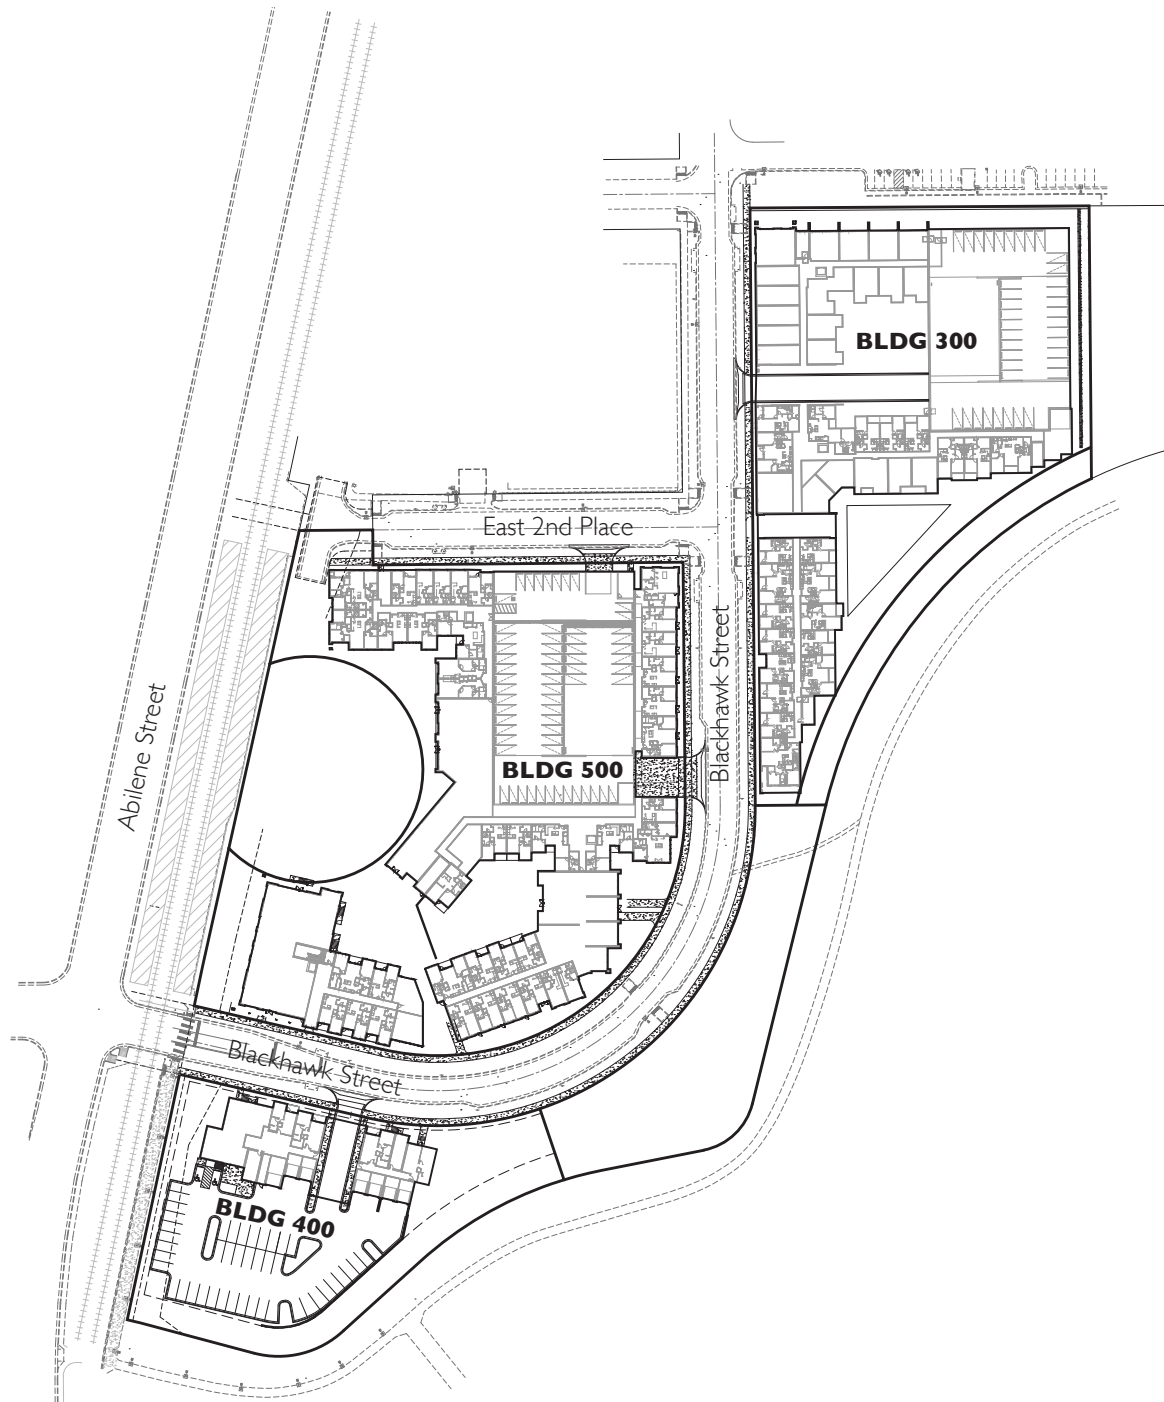 BLDG 300
East 2nd Place
Blackhawk Street
Abilene Street
BLDG 500
Blackhawk Street
BLDG 400